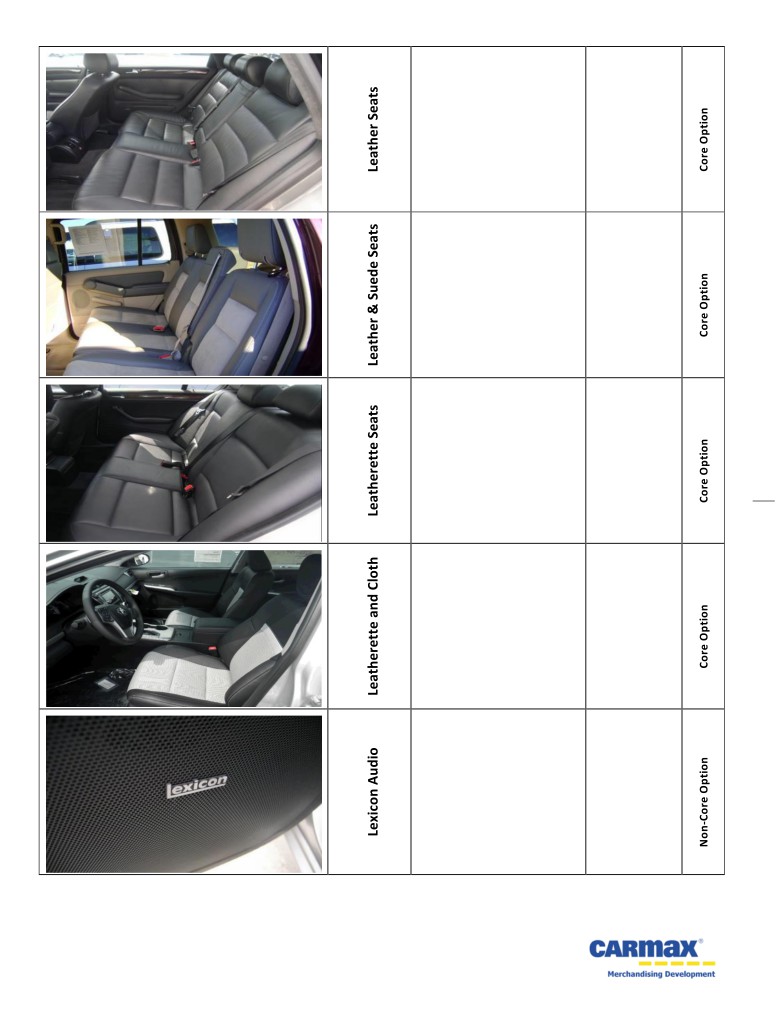 Leather Seats
Core Option
Leather & Suede Seats
Core Option
Leatherette Seats
Core Option
Leatherette and Cloth
Core Option
Lexicon
Lexicon Audio
Non-Core Option
CARMAX®
Merchandising Development